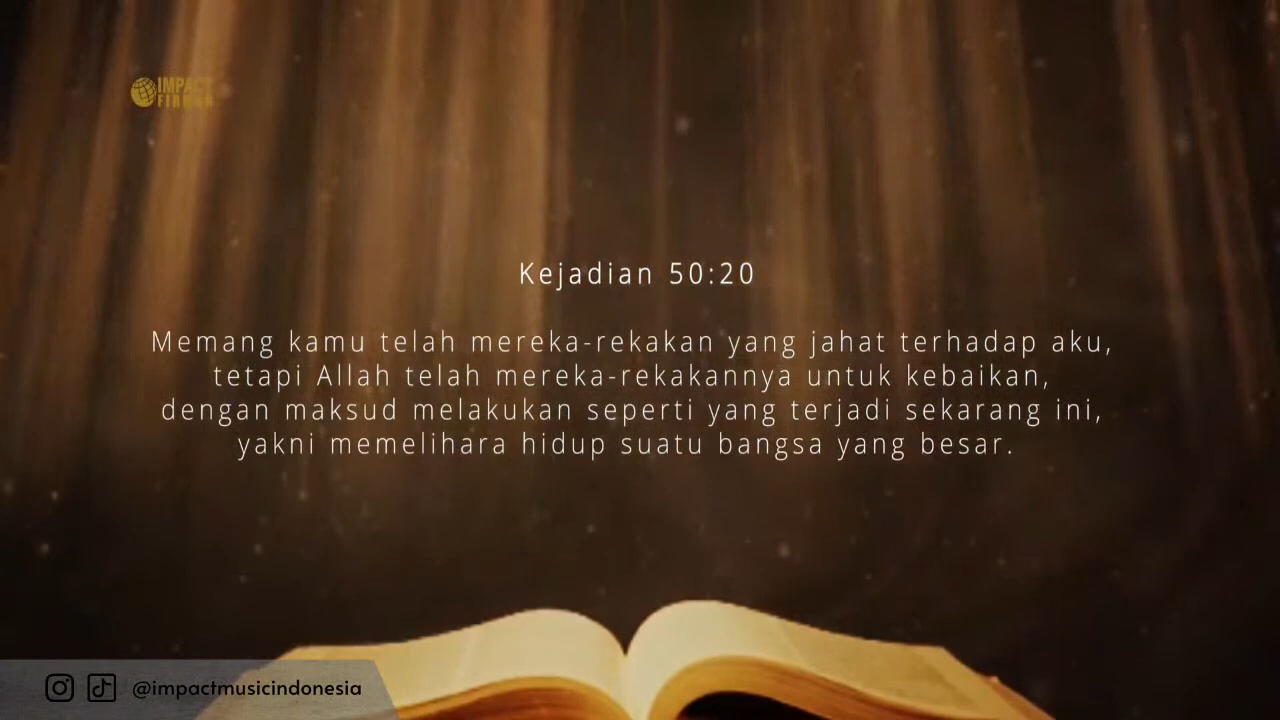 IMPACT
Kejadian 50:20
Memang kamu telah mereka-rekakan yang jahat terhadap aku,
tetapi Allah telah mereka-rekakannya untuk kebaikan,
dengan maksud melakukan seperti yang terjadi sekarang ini,
yakni memelihara hidup suatu bangsa yang besar.
@impactmusicindonesia